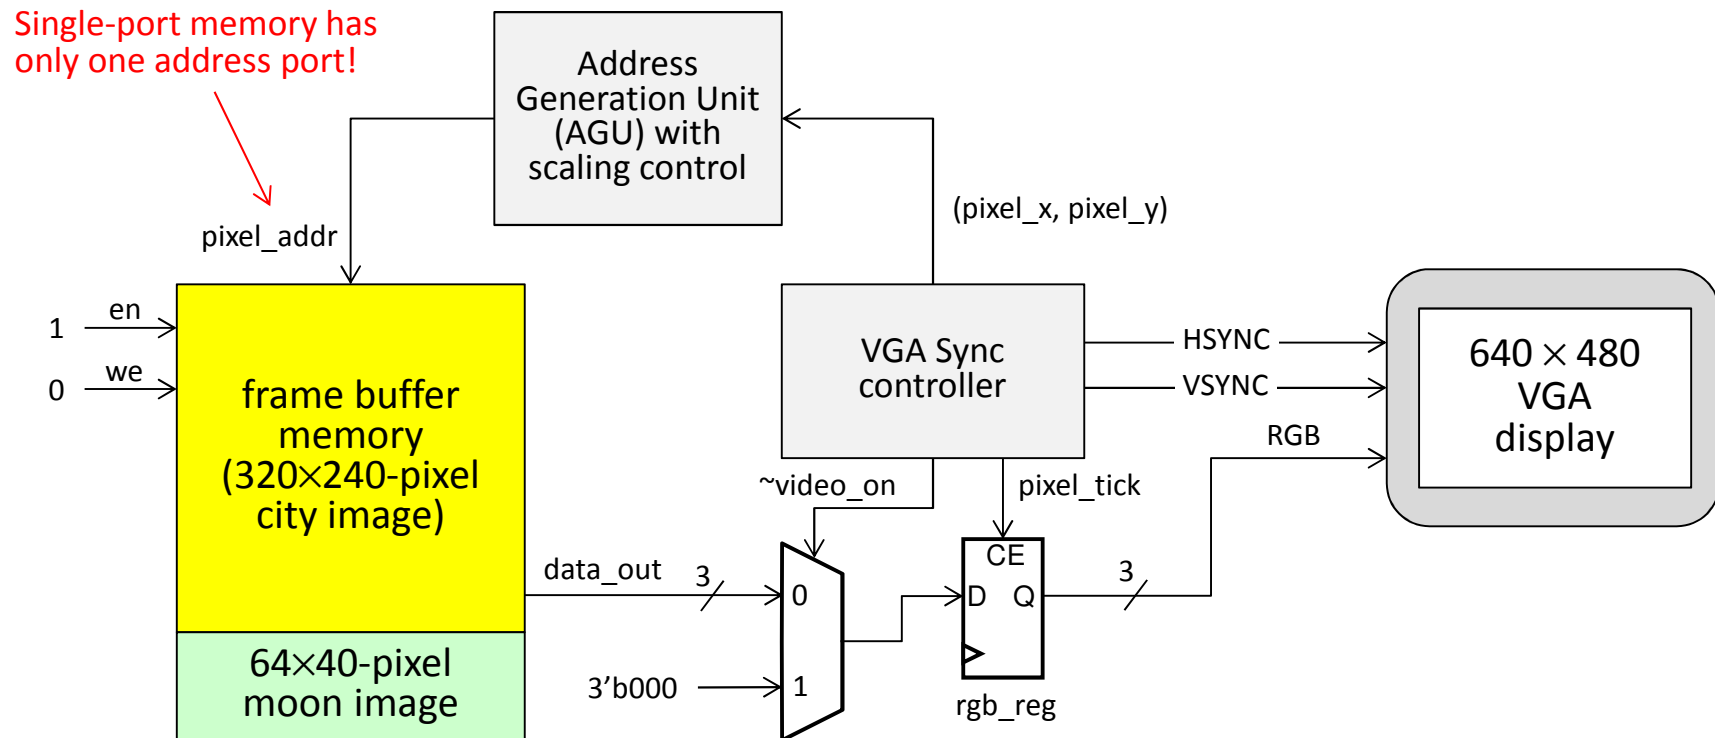 Single-port memory has
only one address port!
Address
Generation Unit
(AGU) with
scaling control
(pixel_x, pixel_y)
pixel_addr
1
en
0
we
frame buffer
memory
(320×240-pixel
city image)
64×40-pixel
moon image
VGA Sync
controller
HSYNC
VSYNC
RGB
640 × 480
VGA
display
~video_on
pixel_tick
data_out
3
0
1
3’b000
CE
D
Q
3
rgb_reg